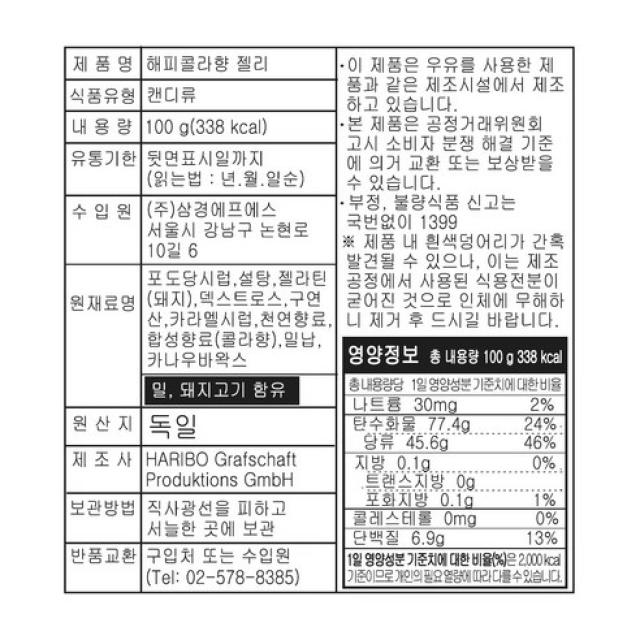 제 품 명 해피콜라향 젤리
식품유형 캔디류
내 용 량 100 g(338 kcal)
유통기한 뒷면표시일까지
(읽는법 : 년.월.일순)
수 입 원 (주)삼경에프에스
서울시 강남구 논현로
10길 6
원재료명 포도당시럽,설탕,젤라틴
(돼지),덱스트로스,구연
산,카라멜시럽,천연향료,
합성향료(콜라향),밀납,
카나우바왁스
밀, 돼지고기 함유
원 산 지 독일
제 조 사 HARIBO Grafschaft
Produktions GmbH
보관방법 직사광선을 피하고
서늘한 곳에 보관
반품교환 구입처 또는 수입원
(Tel: 02-578-8385)
·이 제품은 우유를 사용한 제
품과 같은 제조시설에서 제조
하고 있습니다.
·본 제품은 공정거래위원회
고시 소비자 분쟁 해결 기준
에 의거 교환 또는 보상받을
수 있습니다.
·부정, 불량식품 신고는
국번없이 1399
※ 제품 내 흰색덩어리가 간혹
발견될 수 있으나, 이는 제조
공정에서 사용된 식용전분이
굳어진 것으로 인체에 무해하
니 제거 후 드시길 바랍니다.
영양정보 총 내용량 100 g 338 kcal
총 내용량당 1일 영양성분 기준치에 대한 비율
나트륨 30mg 2%
탄수화물 77.4g 24%
당류 45.6g 46%
지방 0.1g 0%
트랜스지방 0g
포화지방 0.1g 1%
콜레스테롤 0mg 0%
단백질 6.9g 13%
1일 영양성분 기준치에 대한 비율(%)은 2,000 kcal
기준이므로 개인의 필요 열량에 따라 다를 수 있습니다.